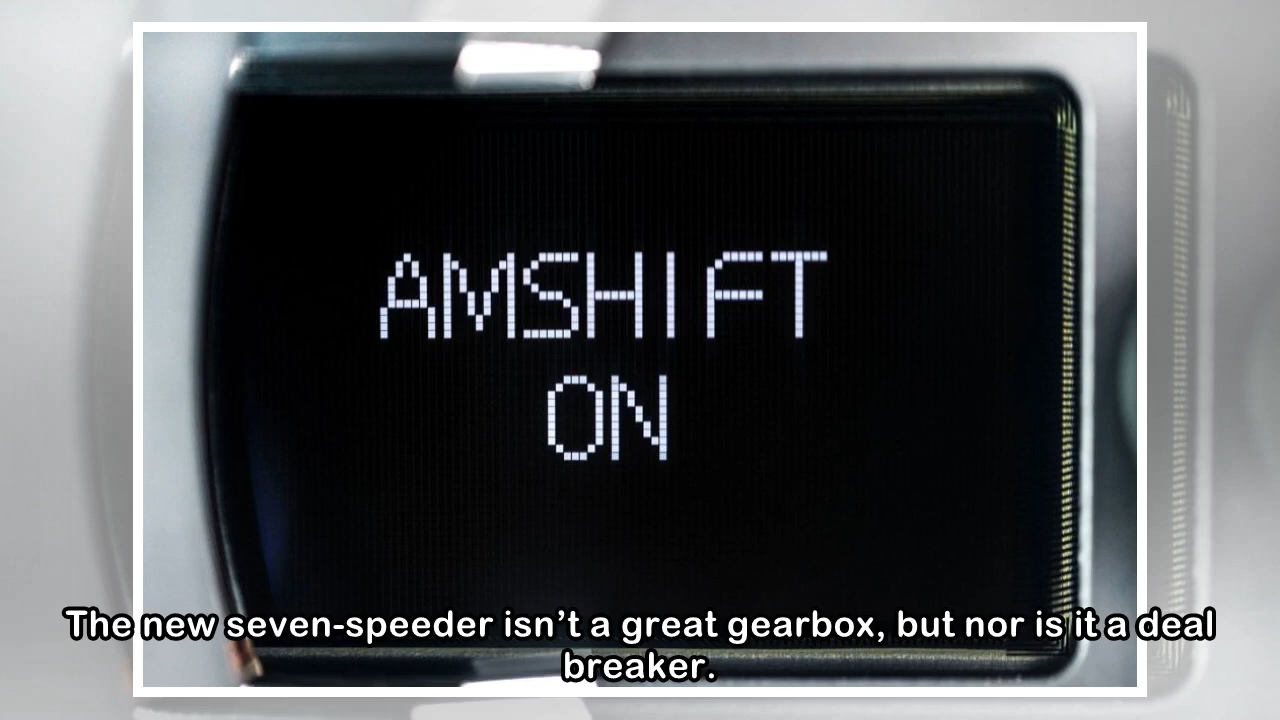 AMSHIFT
ON
The new seven-speeder isn’t a great gearbox, but nor is it a deal
breaker.